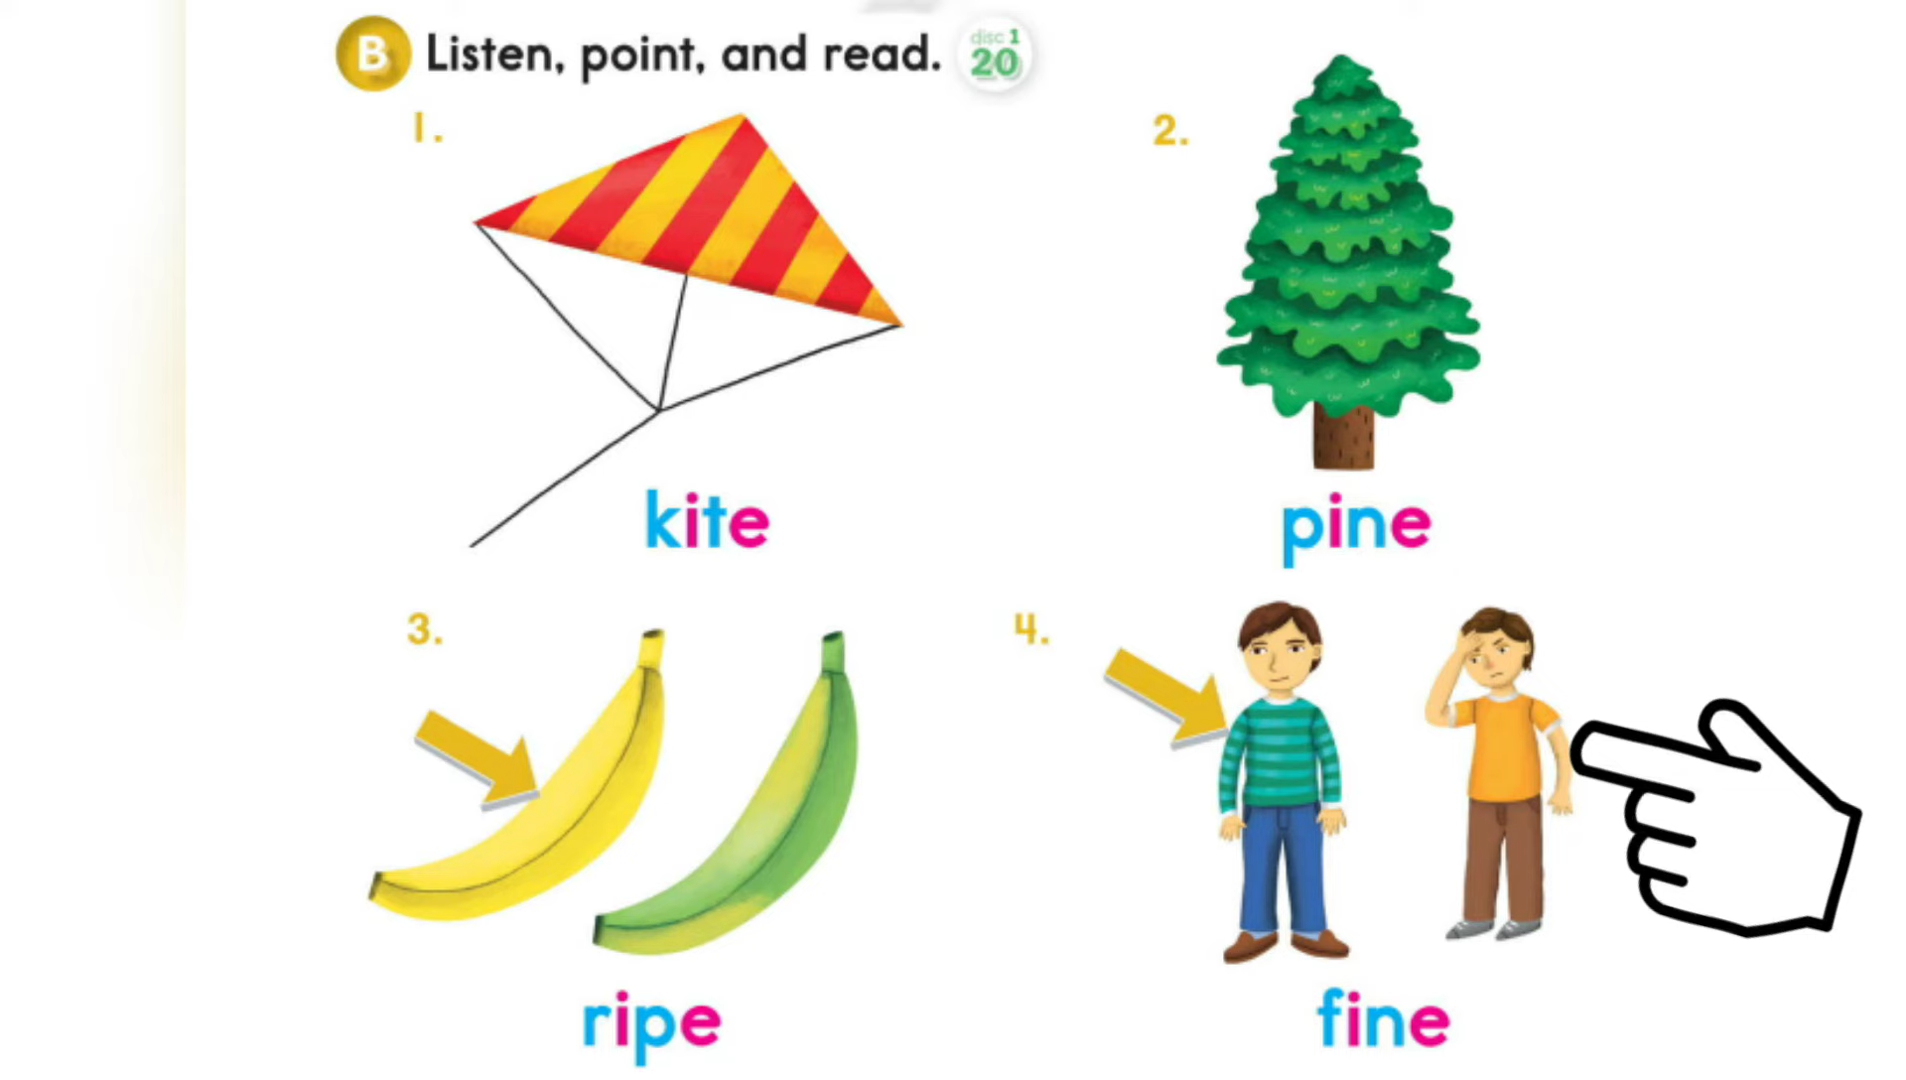 B Listen, point, and read. disc 1 20
1.
2.
kite
pine
3.
4.
ripe
fine